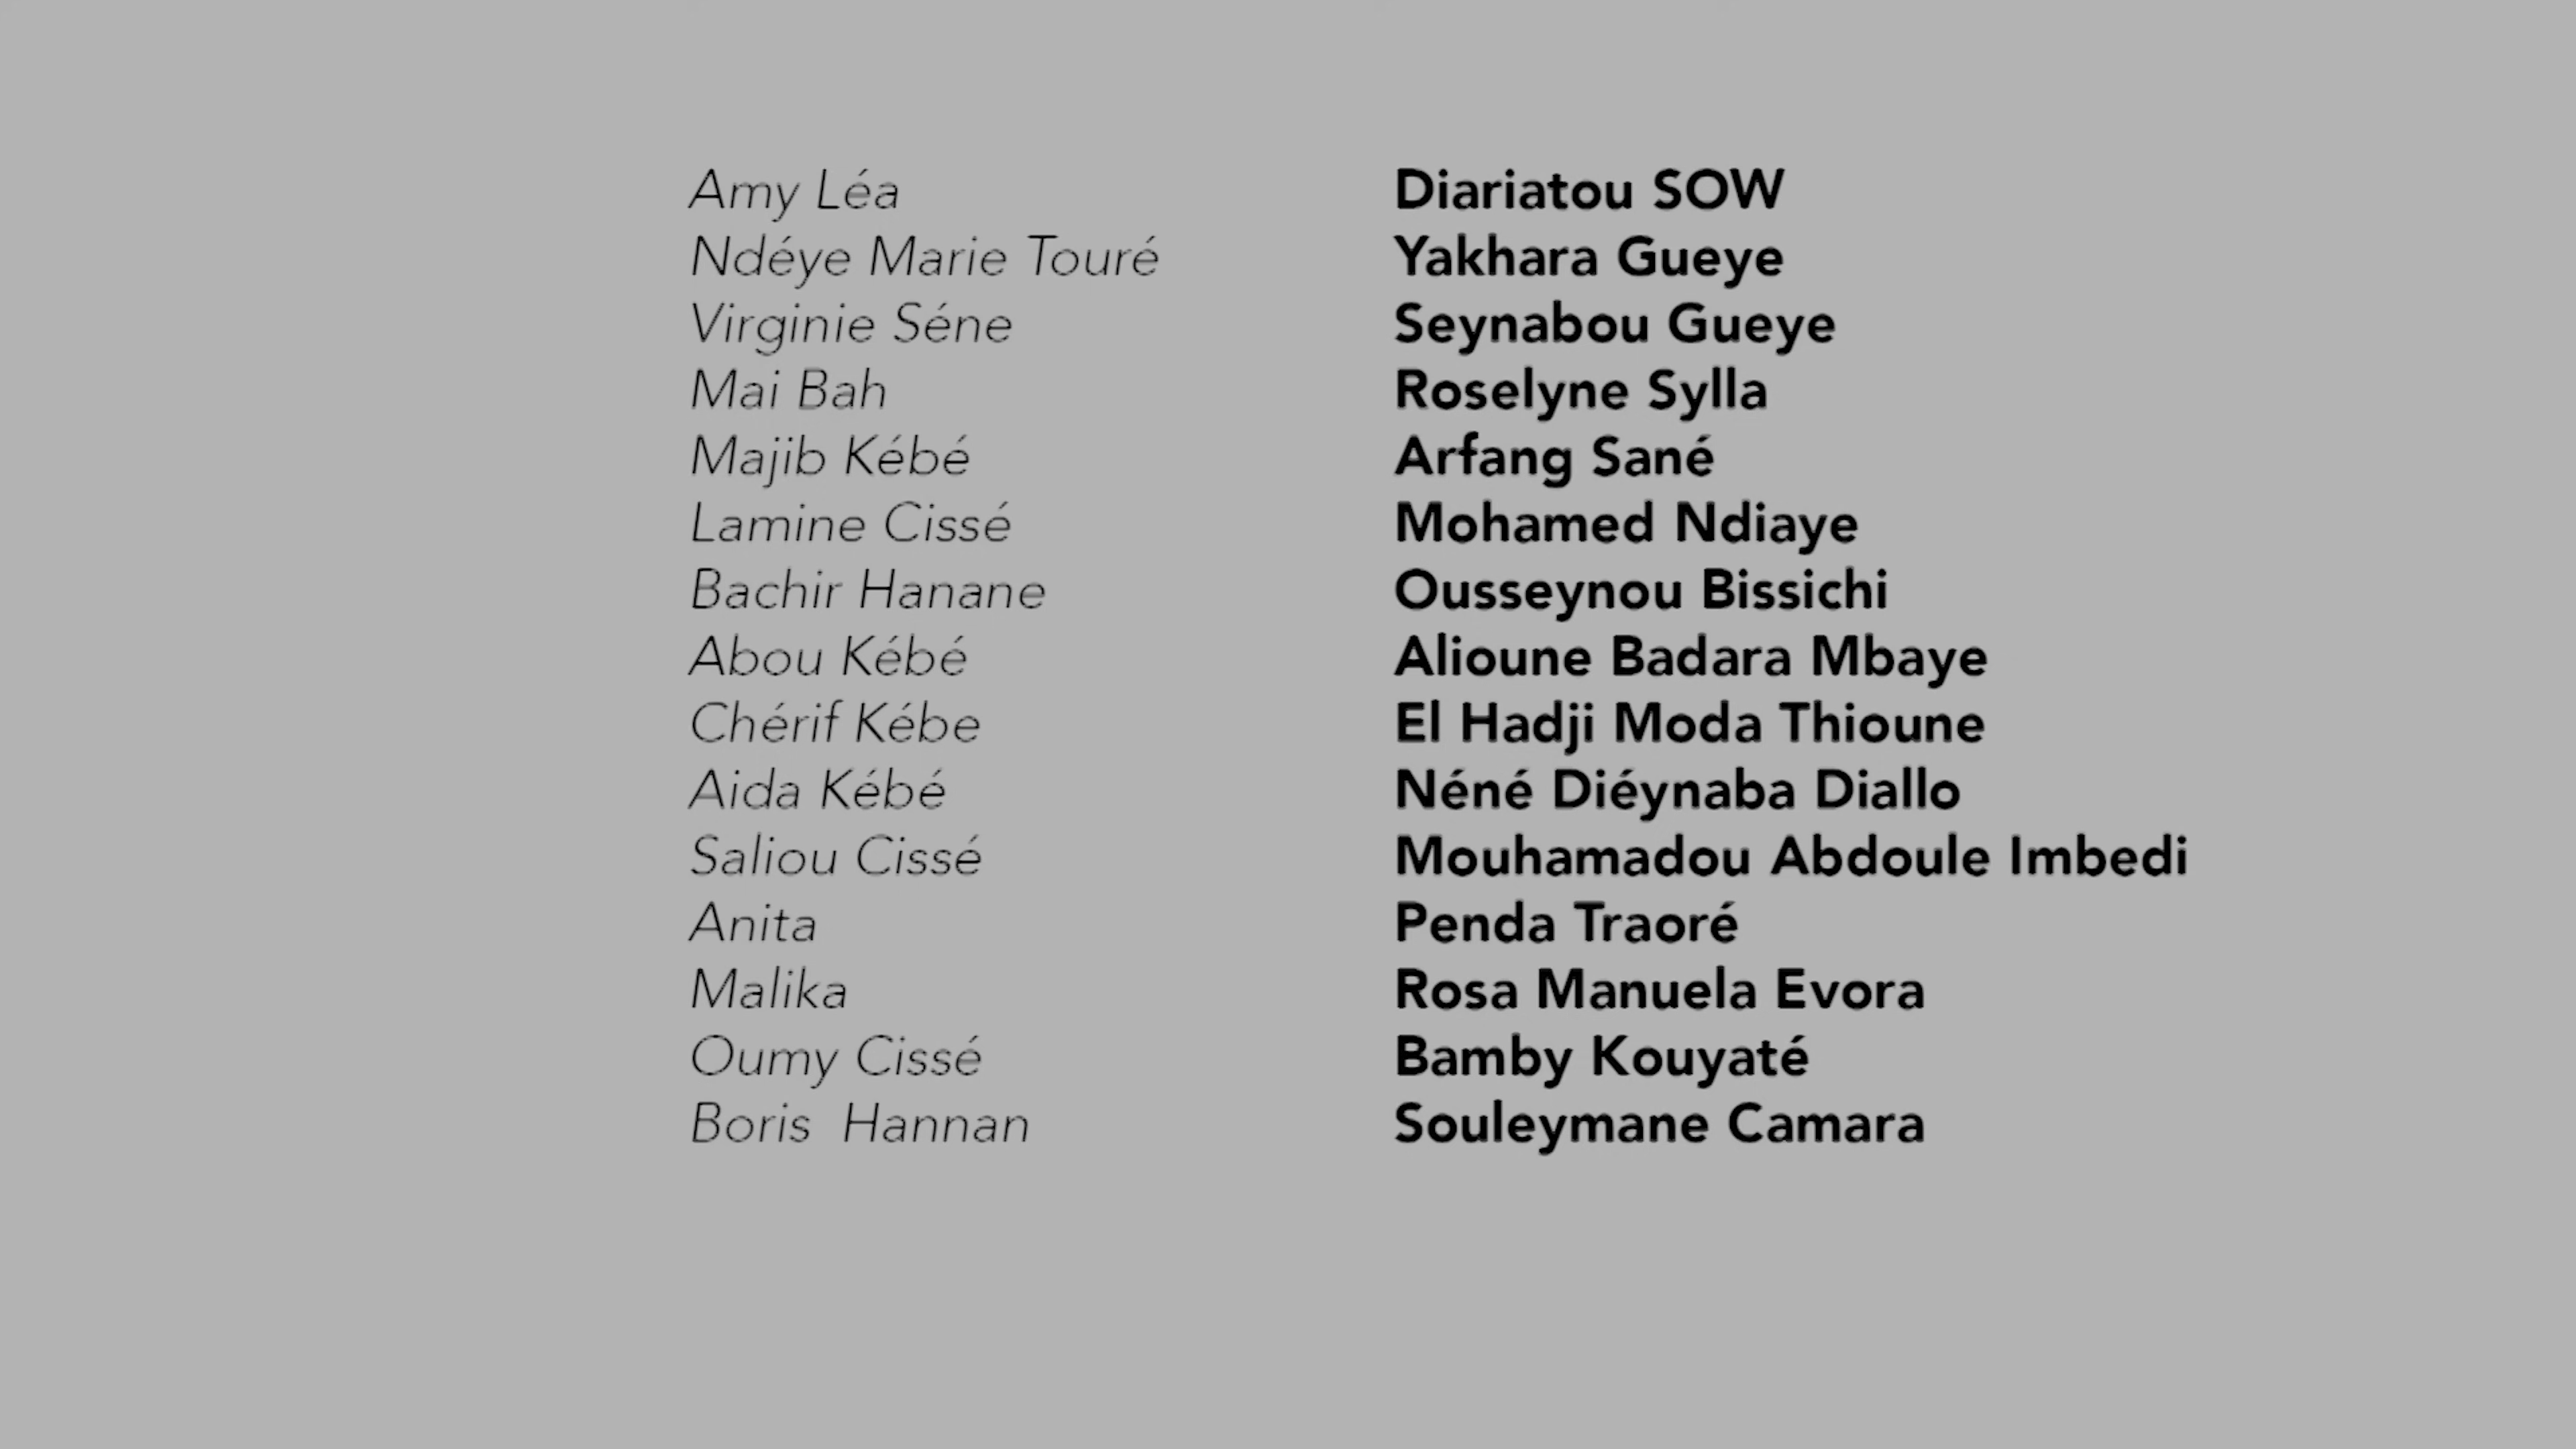 Amy Léa Diariatou SOW
Ndéye Marie Touré Yakhara Gueye
Virginie Séne Seynabou Gueye
Mai Bah Roselyne Sylla
Majib Kébé Arfang Sané
Lamine Cissé Mohamed Ndiaye
Bachir Hanane Ousseynou Bissichi
Abou Kébé Alioune Badara Mbaye
Chérif Kébe El Hadji Moda Thioune
Aida Kébé Néné Diéynaba Diallo
Saliou Cissé Mouhamadou Abdoule Imbedi
Anita Penda Traoré
Malika Rosa Manuela Evora
Oumy Cissé Bamby Kouyaté
Boris Hannan Souleymane Camara